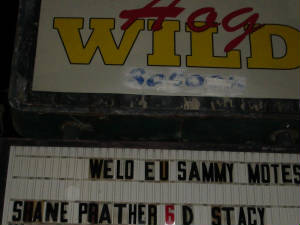 Hog
WILD
WELD EU SAMMY MOTES
SHANE PRATHER 6 D STACY